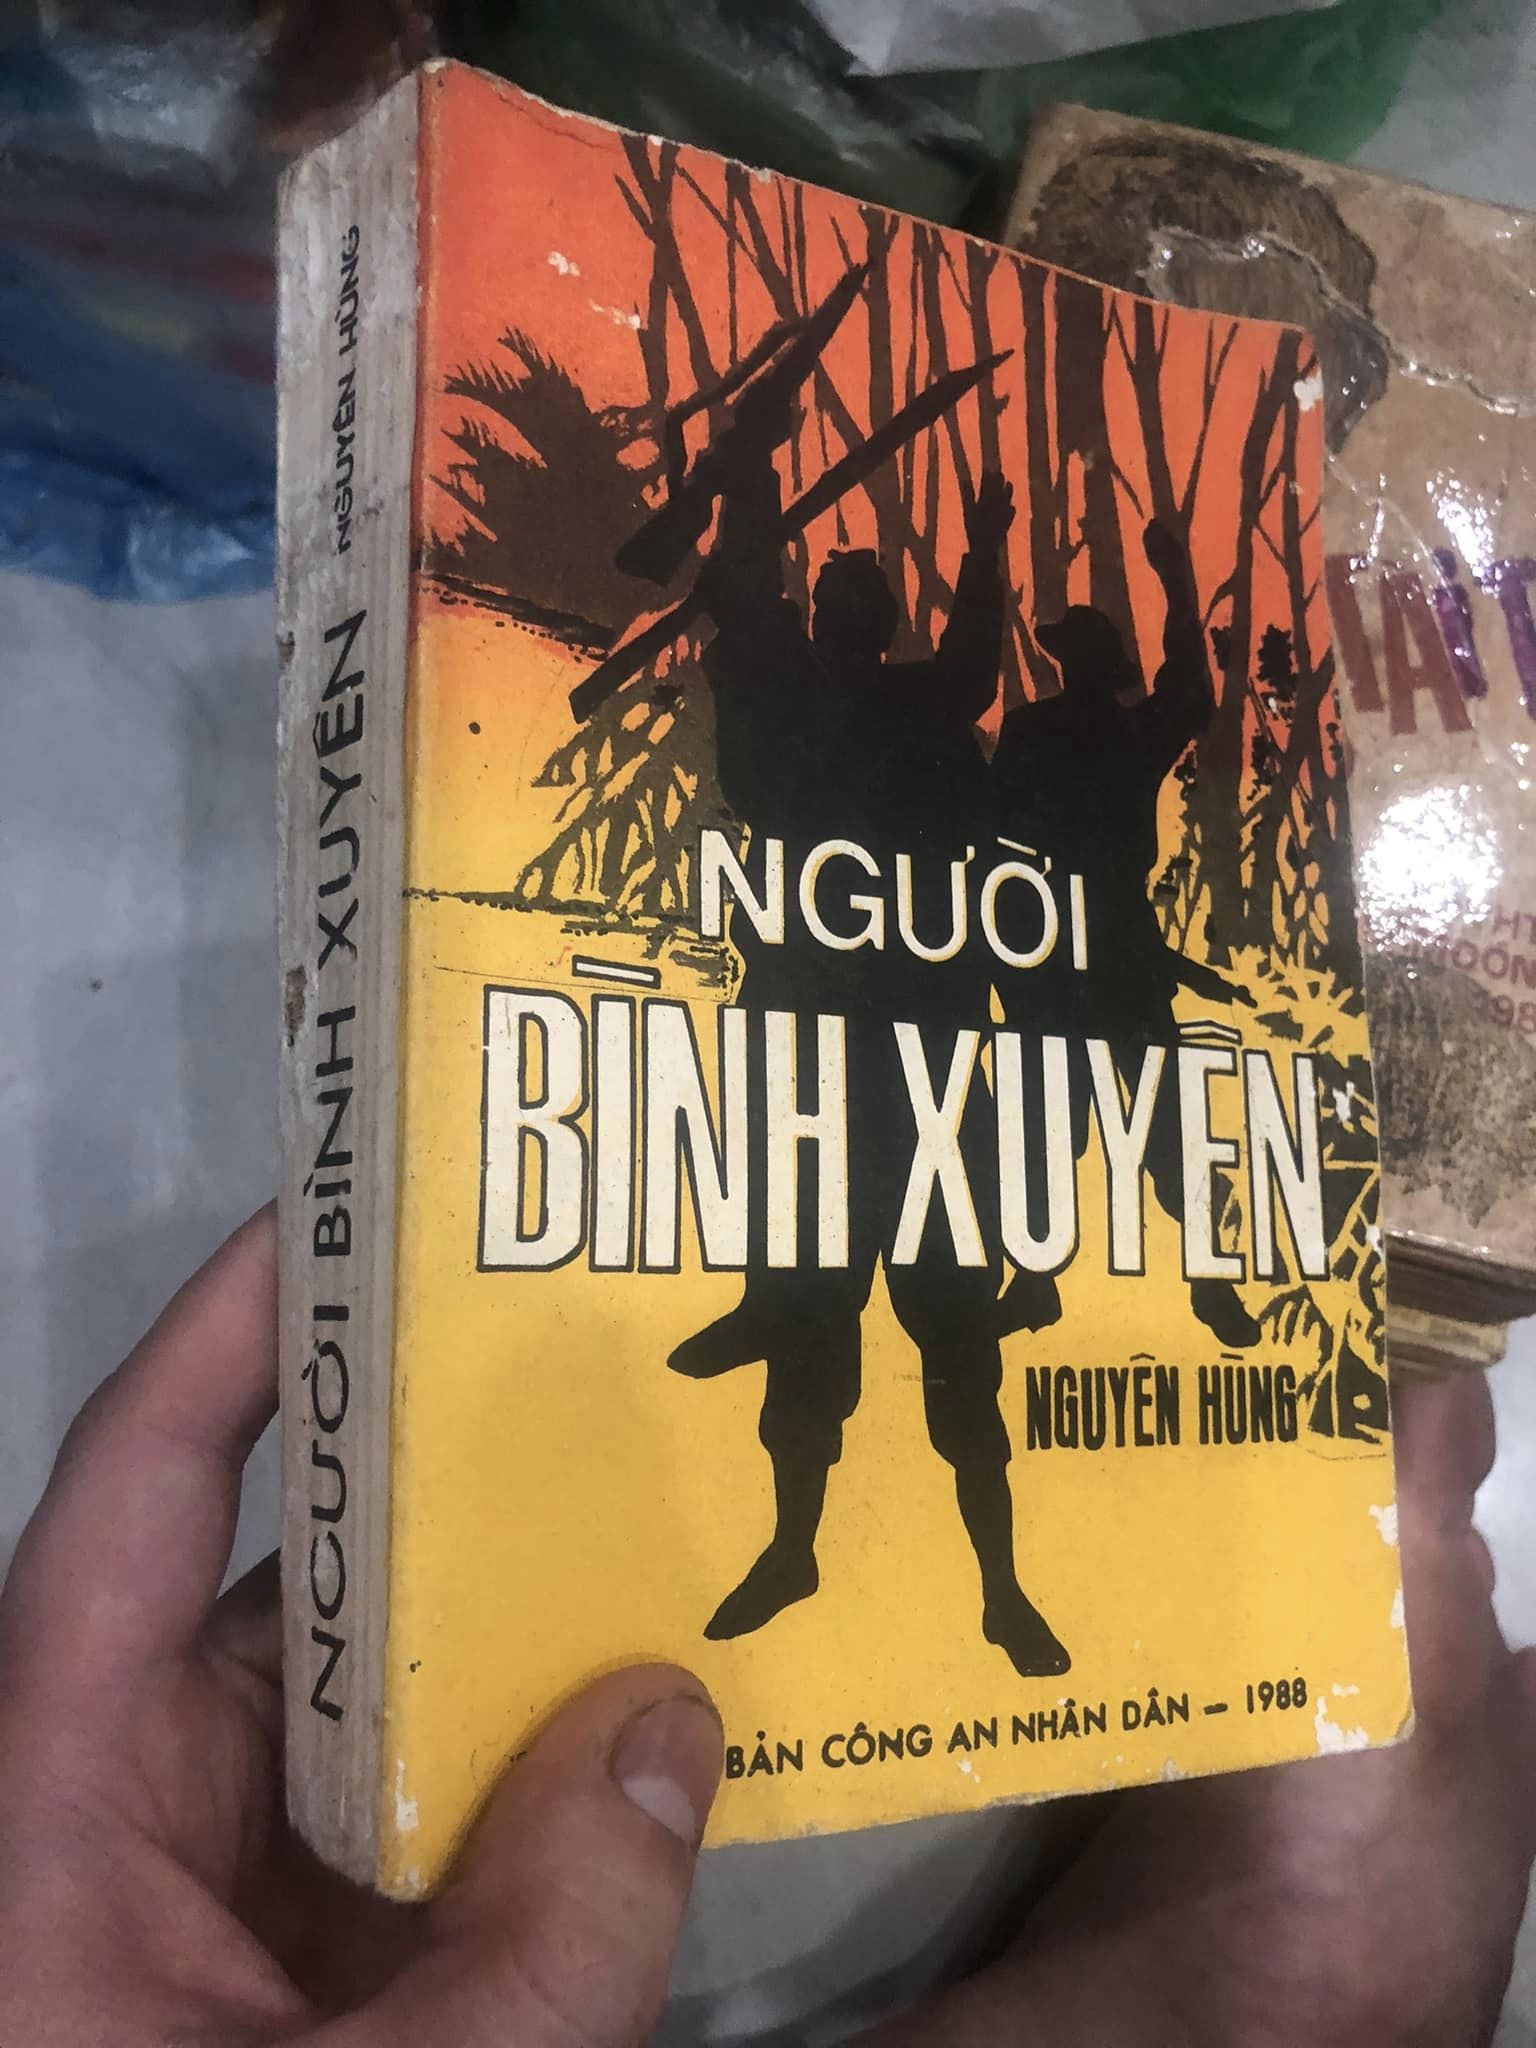 NGƯỜI BÌNH XUYÊN NGUYÊN HÙNG
NGƯỜI
BÌNH XUYÊN
NGUYÊN HÙNG
BẢN CÔNG AN NHÂN DÂN - 1988